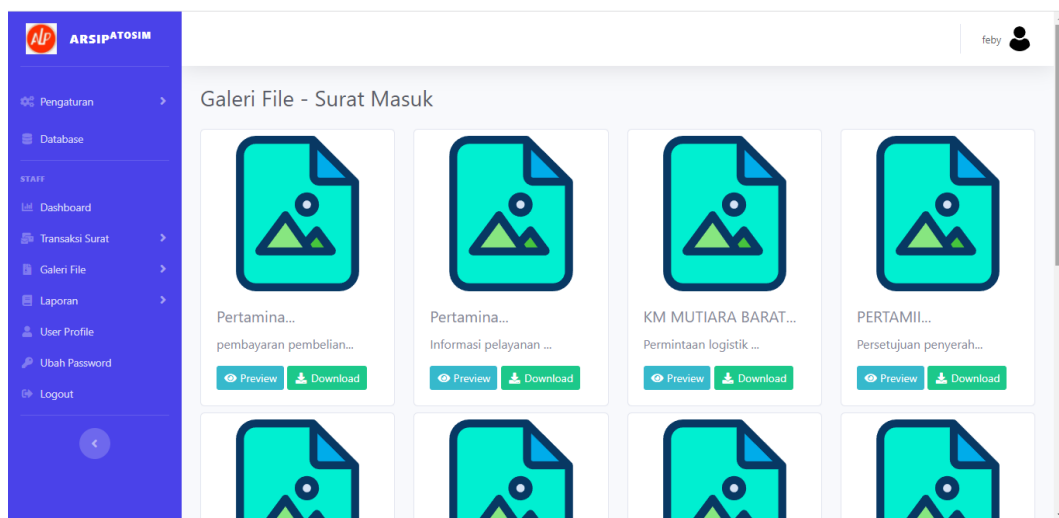 ALP
ARSIPATOSIM
feby
Pengaturan
Database
STAFF
Dashboard
Transaksi Surat
Galeri File
Laporan
User Profile
Ubah Password
Logout
Galeri File - Surat Masuk
Pertamina...
pembayaran pembelian...
Preview Download
Pertamina...
Informasi pelayanan ...
Preview Download
KM MUTIARA BARAT...
Permintaan logistik ...
Preview Download
PERTAMII...
Persetujuan penyerah...
Preview Download